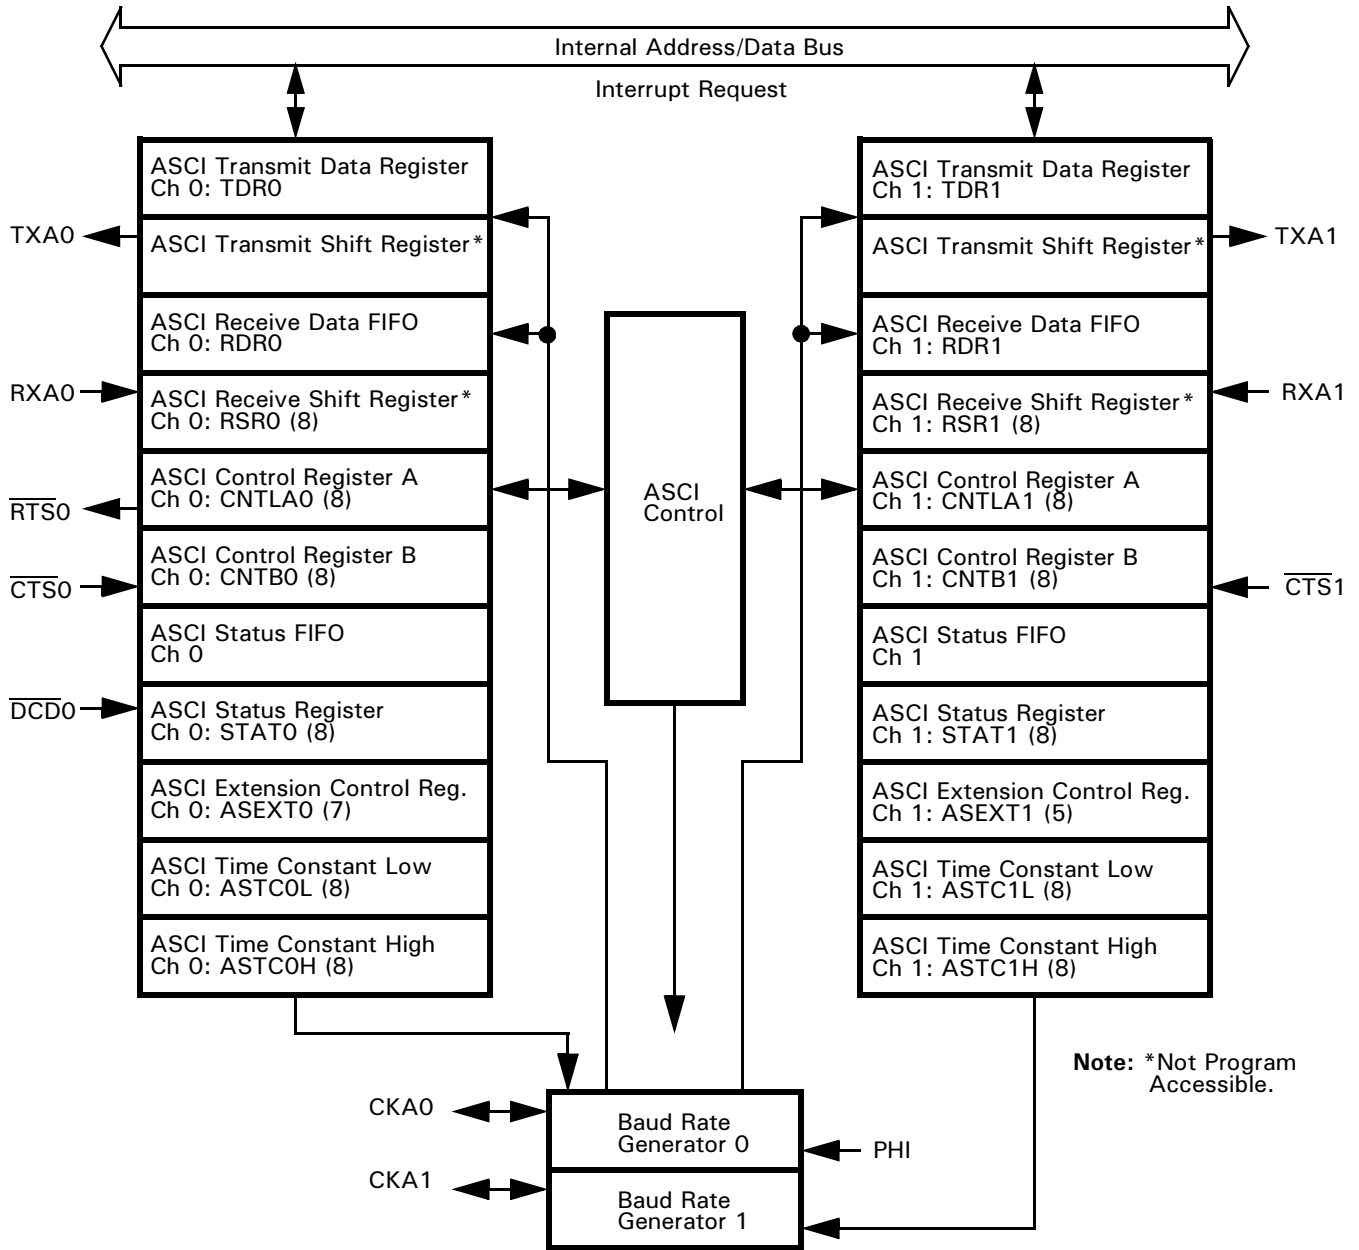 Internal Address/Data Bus
Interrupt Request
ASCI Transmit Data Register
Ch 0: TDR0
ASCI Transmit Shift Register*
ASCI Receive Data FIFO
Ch 0: RDR0
ASCI Receive Shift Register*
Ch 0: RSR0 (8)
ASCI Control Register A
Ch 0: CNTLA0 (8)
ASCI Control Register B
Ch 0: CNTB0 (8)
ASCI Status FIFO
Ch 0
ASCI Status Register
Ch 0: STAT0 (8)
ASCI Extension Control Reg.
Ch 0: ASEXT0 (7)
ASCI Time Constant Low
Ch 0: ASTC0L (8)
ASCI Time Constant High
Ch 0: ASTC0H (8)
TXA0
RXA0
RTS0
CTS0
DCD0
ASCI
Control
ASCI Transmit Data Register
Ch 1: TDR1
ASCI Transmit Shift Register*
ASCI Receive Data FIFO
Ch 1: RDR1
ASCI Receive Shift Register*
Ch 1: RSR1 (8)
ASCI Control Register A
Ch 1: CNTLA1 (8)
ASCI Control Register B
Ch 1: CNTB1 (8)
ASCI Status FIFO
Ch 1
ASCI Status Register
Ch 1: STAT1 (8)
ASCI Extension Control Reg.
Ch 1: ASEXT1 (5)
ASCI Time Constant Low
Ch 1: ASTC1L (8)
ASCI Time Constant High
Ch 1: ASTC1H (8)
TXA1
RXA1
CTS1
Note: *Not Program
Accessible.
CKA0
CKA1
Baud Rate
Generator 0
Baud Rate
Generator 1
PHI